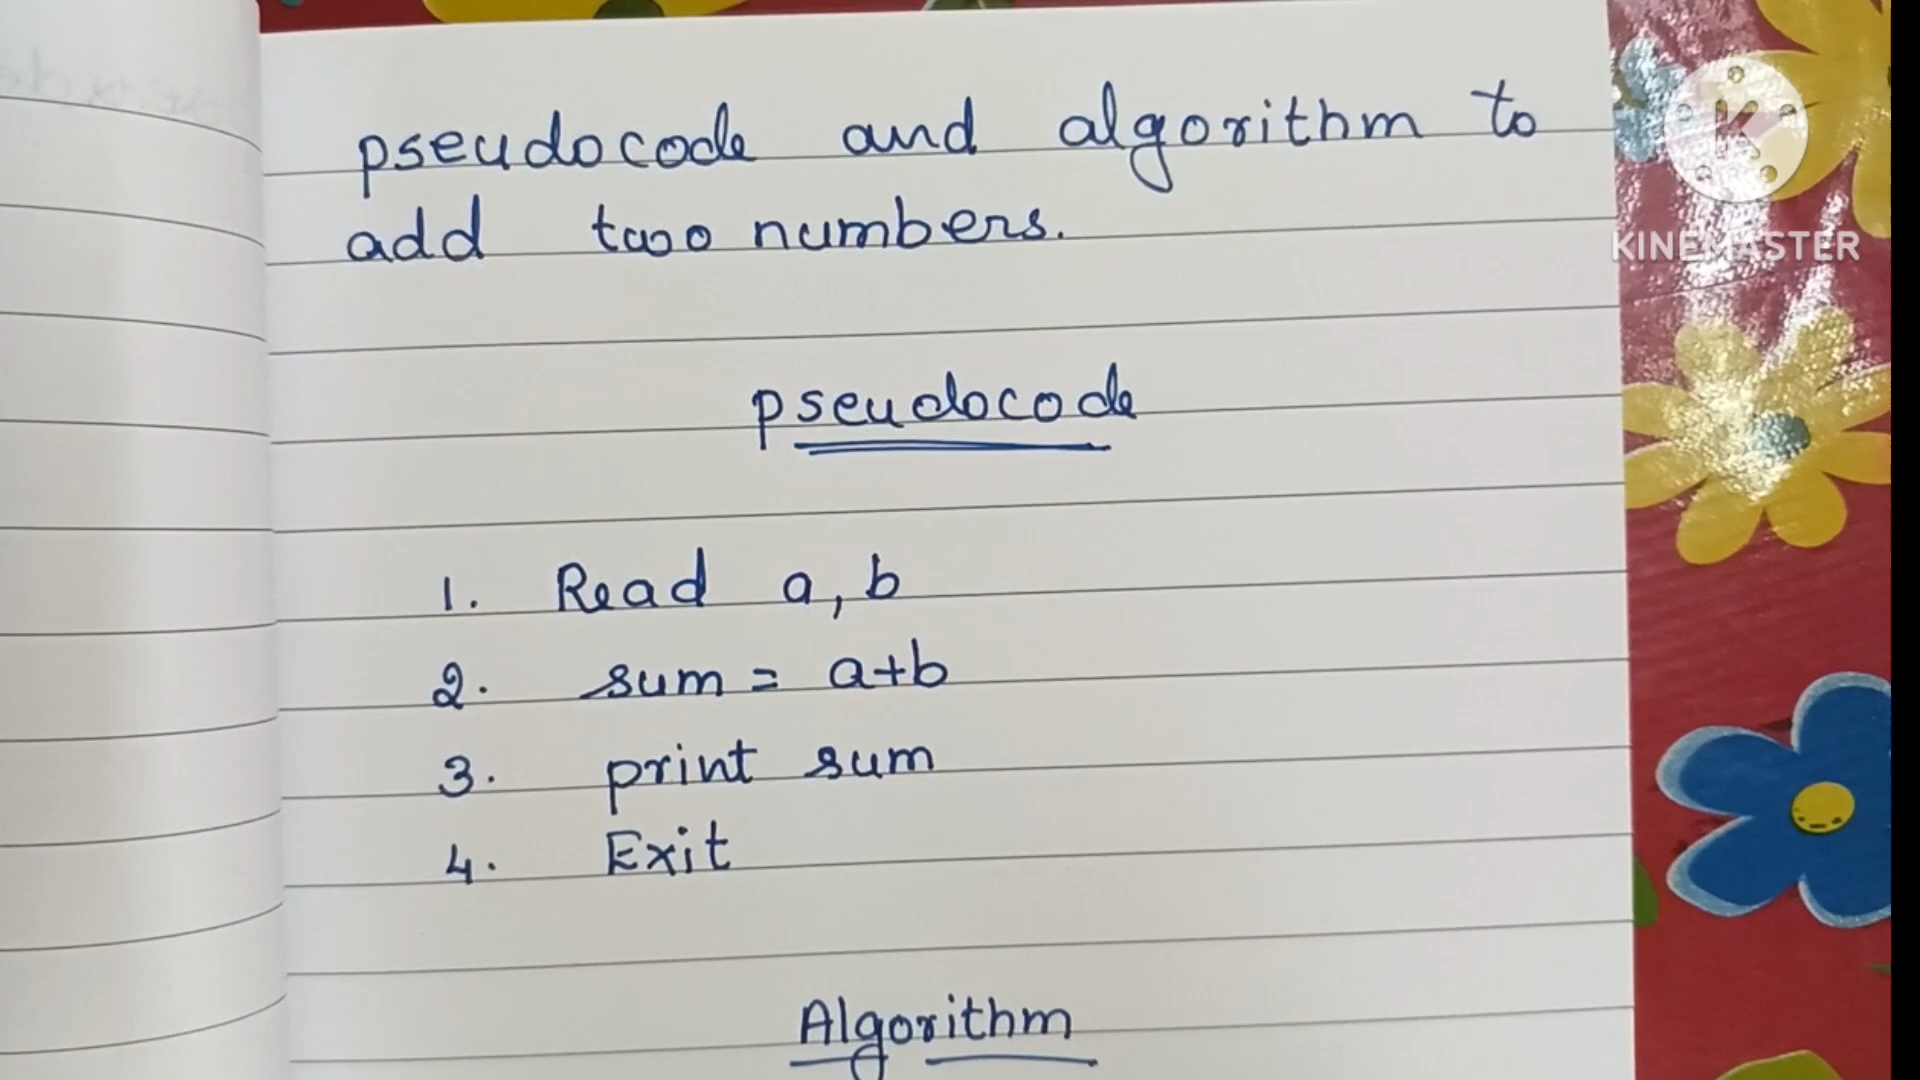 pseudocode and algorithm to
add two numbers.
KINEMASTER
pseudocode
1. Read a, b
2. sum = a+b
3. print sum
4. Exit
Algorithm